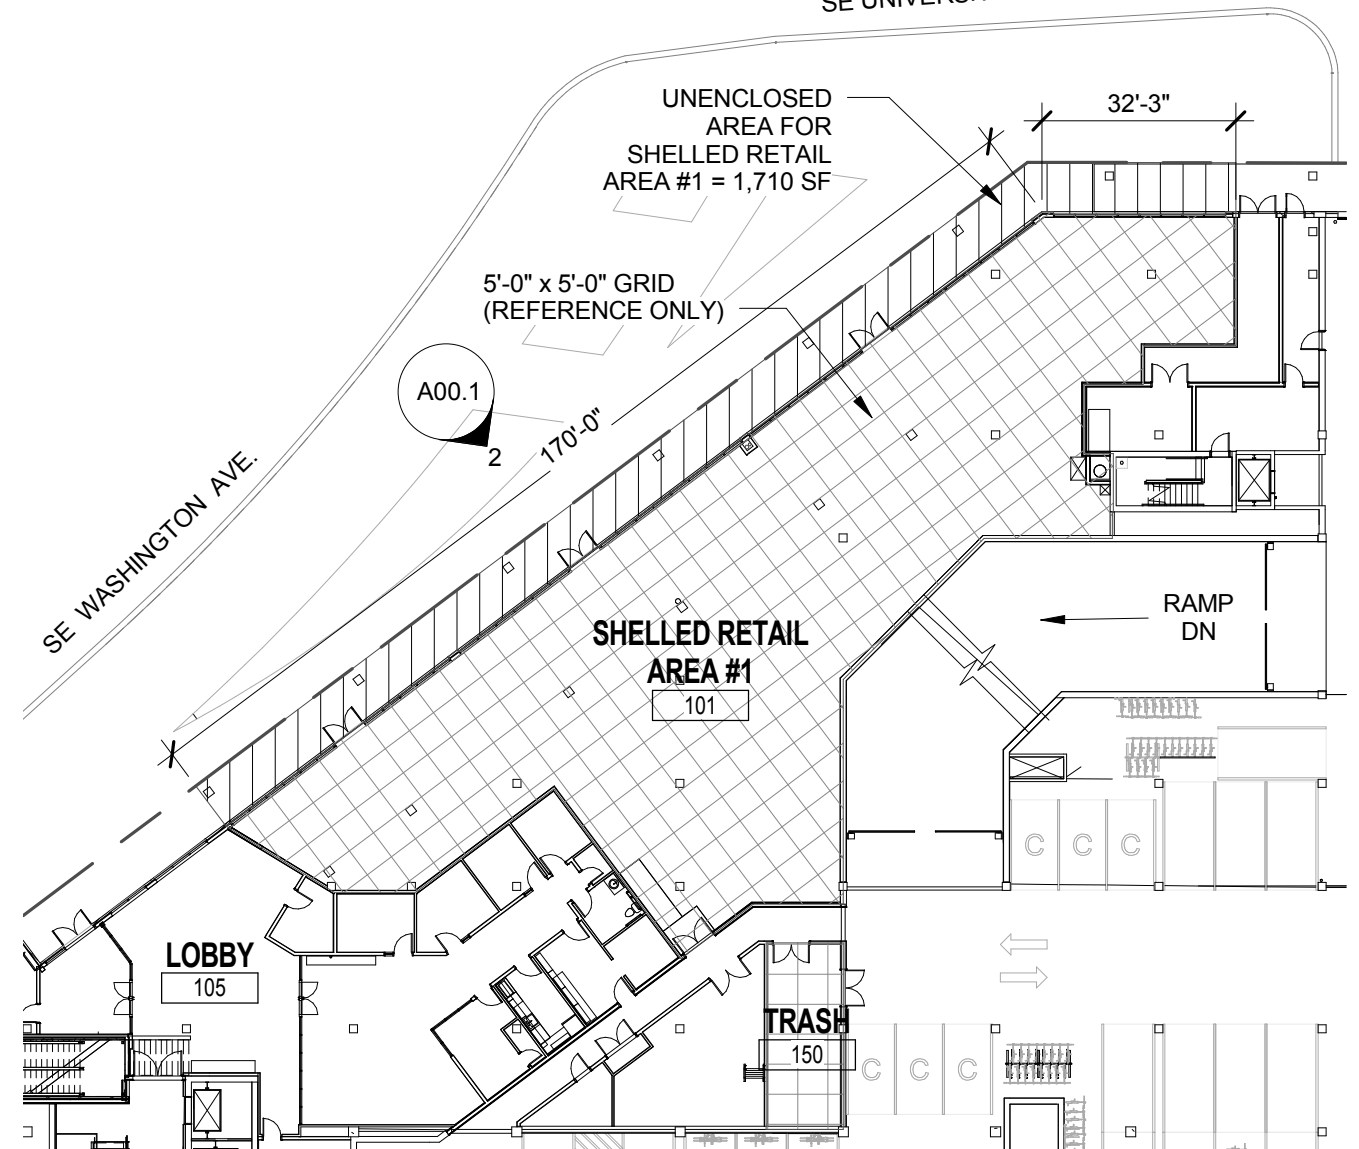 SE UNIVERS
UNENCLOSED
AREA FOR
SHELLED RETAIL
AREA #1 = 1,710 SF
32'-3"
5'-0" x 5'-0" GRID
(REFERENCE ONLY)
A00.1
2
170'-0"
SE WASHINGTON AVE.
SHELLED RETAIL
AREA #1
101
RAMP
DN
C C C
LOBBY
105
TRASH
150
C C C